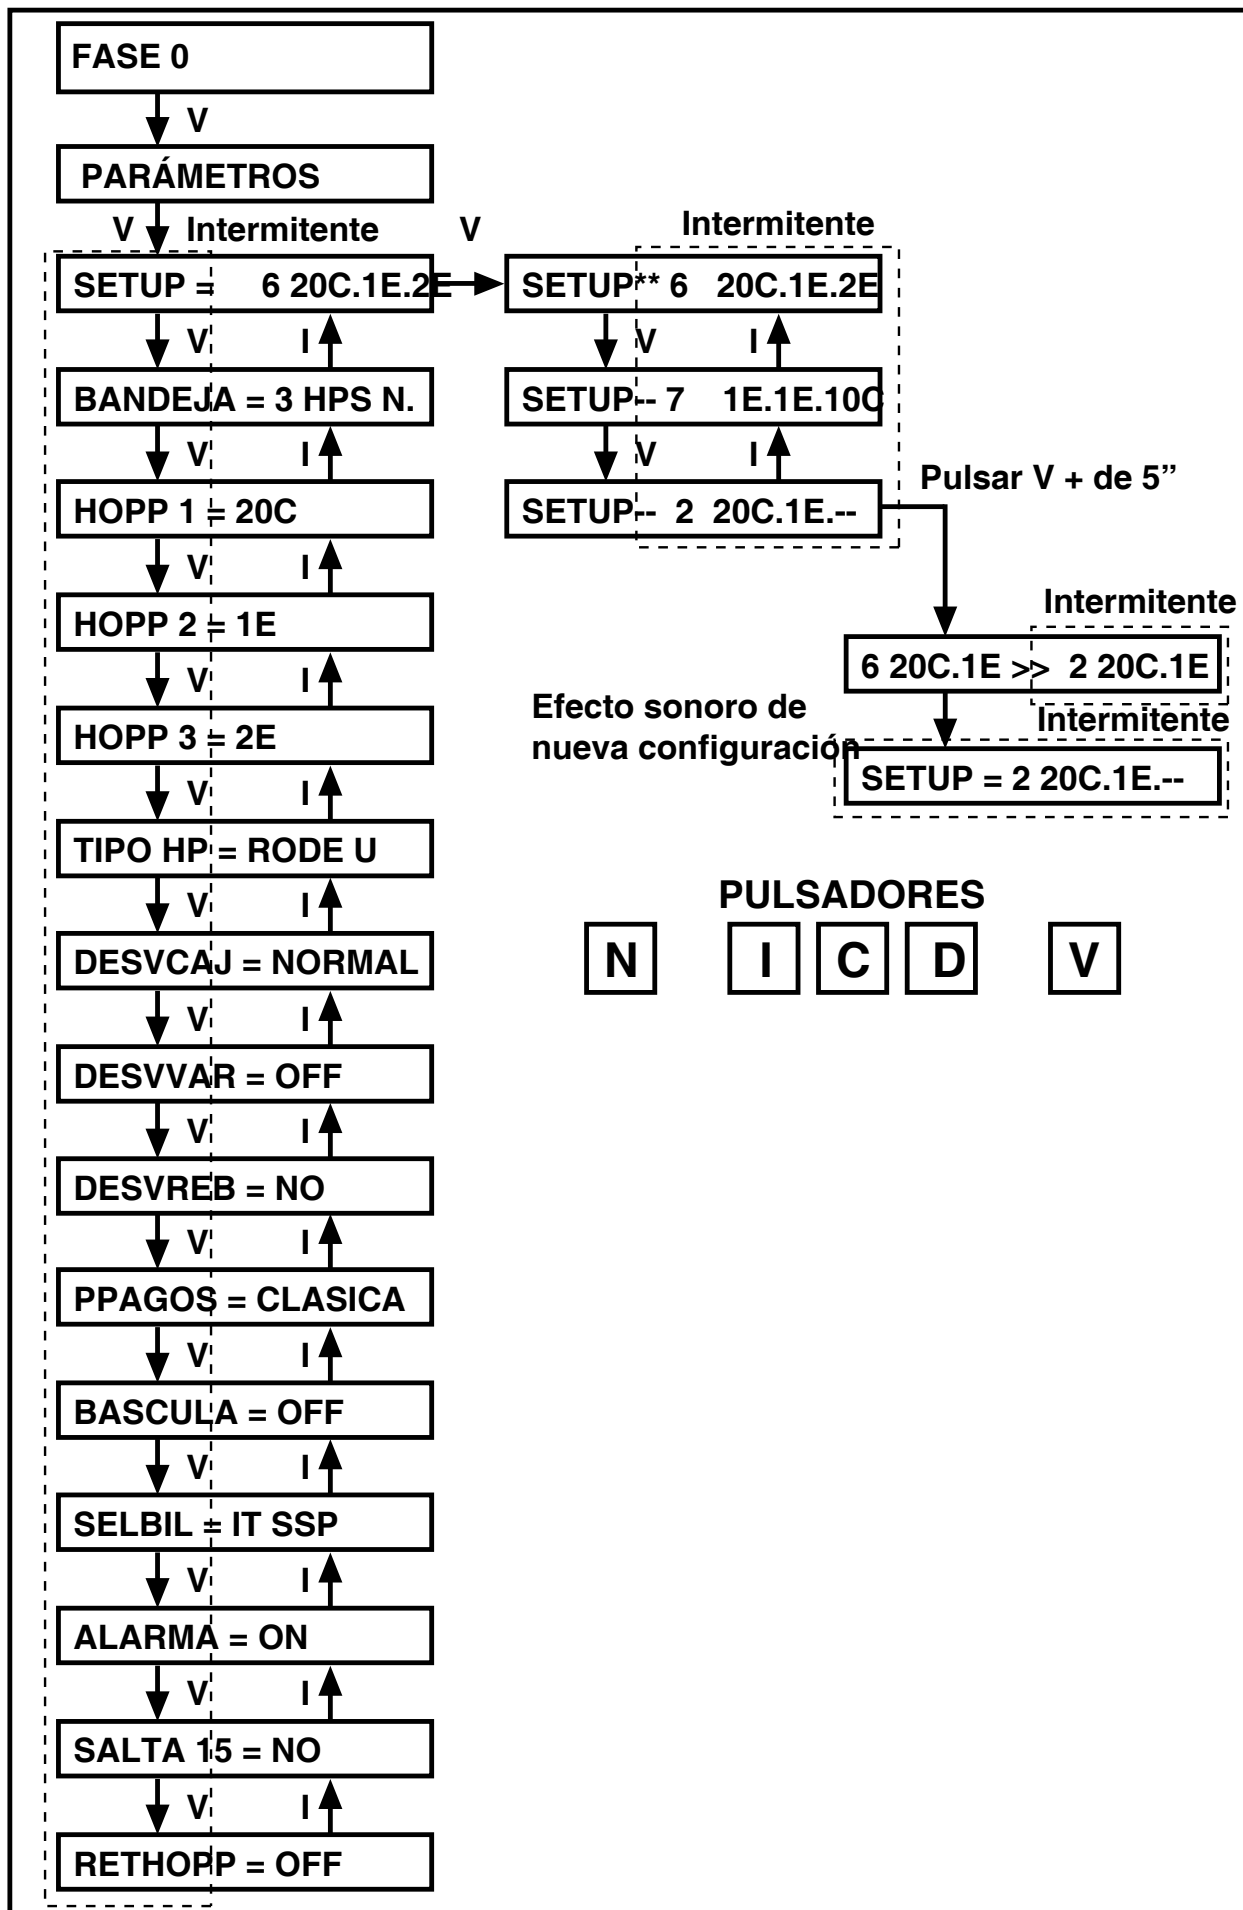 FASE 0
V
PARÁMETROS
V Intermitente V Intermitente
SETUP = 6 20C.1E.2E
SETUP** 6 20C.1E.2E
V I
V I
BANDEJA = 3 HPS N.
SETUP-- 7 1E.1E.10C
V I
V I
HOPP 1 = 20C
SETUP-- 2 20C.1E.--
Pulsar V + de 5”
V I
HOPP 2 = 1E
Intermitente
6 20C.1E >> 2 20C.1E
V I
HOPP 3 = 2E
Efecto sonoro de
nueva configuración
Intermitente
SETUP = 2 20C.1E.--
V I
TIPO HP = RODE U
V I
DESVCAJ = NORMAL
PULSADORES
N I C D V
V I
DESVVAR = OFF
V I
DESVREB = NO
V I
PPAGOS = CLASICA
V I
BASCULA = OFF
V I
SELBIL = IT SSP
V I
ALARMA = ON
V I
SALTA 15 = NO
V I
RETHOPP = OFF